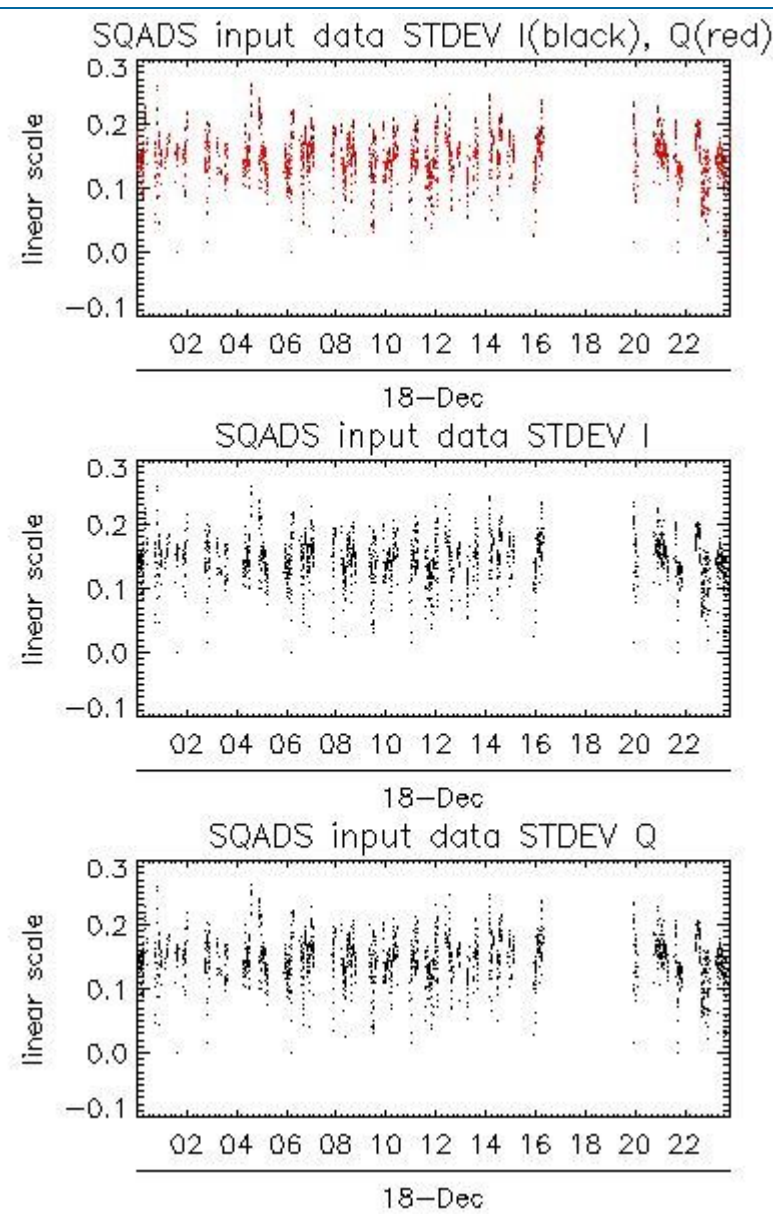 SQADS input data STDEV I(black), Q(red)
0.3
0.2
0.1
0.0
−0.1
linear scale
02 04 06 08 10 12 14 16 18 20 22
18−Dec
SQADS input data STDEV I
0.3
0.2
0.1
0.0
−0.1
linear scale
02 04 06 08 10 12 14 16 18 20 22
18−Dec
SQADS input data STDEV Q
0.3
0.2
0.1
0.0
−0.1
linear scale
02 04 06 08 10 12 14 16 18 20 22
18−Dec